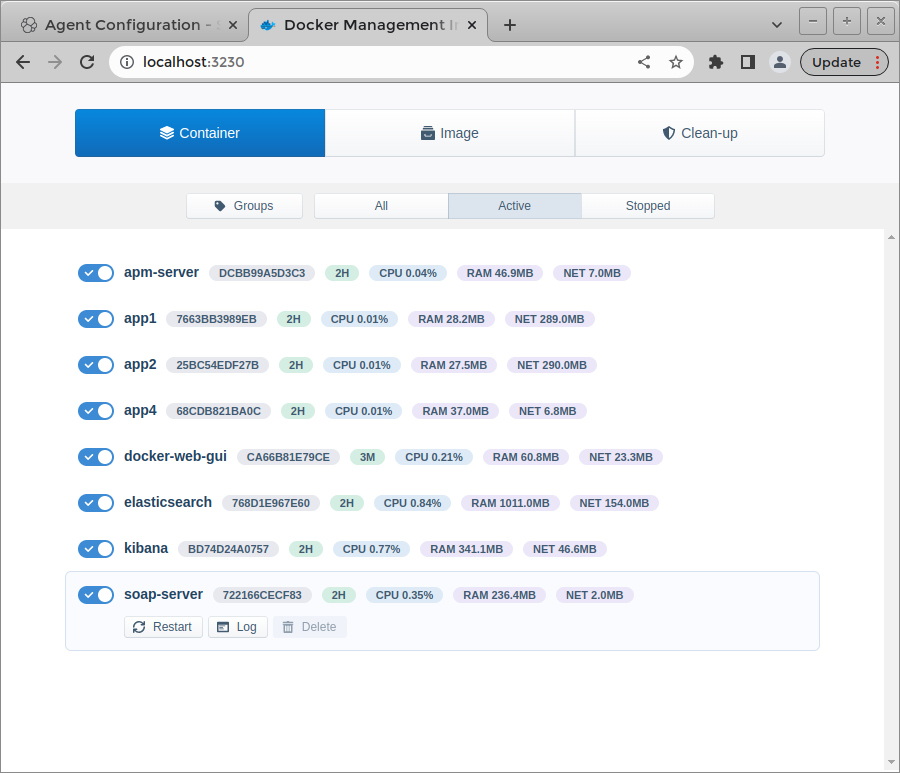 Agent Configuration -
Docker Management
localhost:3230
Update
Container
Image
Clean-up
Groups
All
Active
Stopped
apm-server DCBB99A5D3C3 2H CPU 0.04% RAM 46.9MB NET 7.0MB
app1 7663BB3989EB 2H CPU 0.01% RAM 28.2MB NET 289.0MB
app2 25BC54EDF27B 2H CPU 0.01% RAM 27.5MB NET 290.0MB
app4 68CDB821BA0C 2H CPU 0.01% RAM 37.0MB NET 6.8MB
docker-web-gui CA66B81E79CE 3M CPU 0.21% RAM 60.8MB NET 23.3MB
elasticsearch 768D1E967E60 2H CPU 0.84% RAM 1011.0MB NET 154.0MB
kibana BD74D24A0757 2H CPU 0.77% RAM 341.1MB NET 46.6MB
soap-server 722166CECF83 2H CPU 0.35% RAM 236.4MB NET 2.0MB
Restart Log Delete